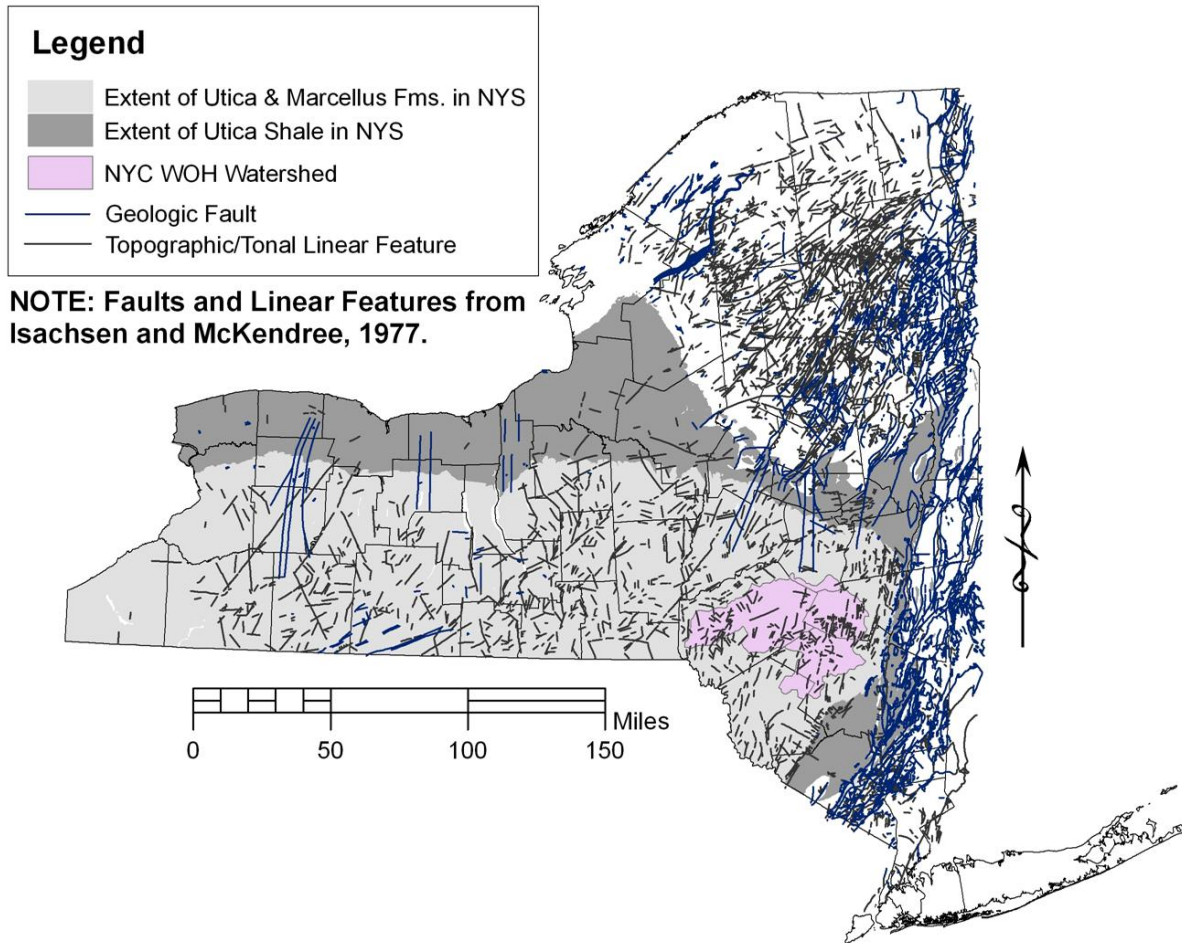 Legend
Extent of Utica & Marcellus Fms. in NYS
Extent of Utica Shale in NYS
NYC WOH Watershed
Geologic Fault
Topographic/Tonal Linear Feature
NOTE: Faults and Linear Features from
Isachsen and McKendree, 1977.
Miles
0 50 100 150